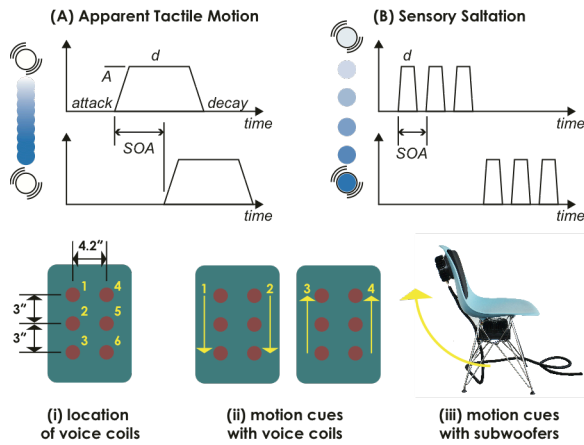 (A) Apparent Tactile Motion
(B) Sensory Saltation
d
A
attack
decay
time
SOA
time
d
SOA
time
time
4.2″
3″
3″
1
4
2
5
3
6
1
2
3
4
(i) location
of voice coils
(ii) motion cues
with voice coils
(iii) motion cues
with subwoofers